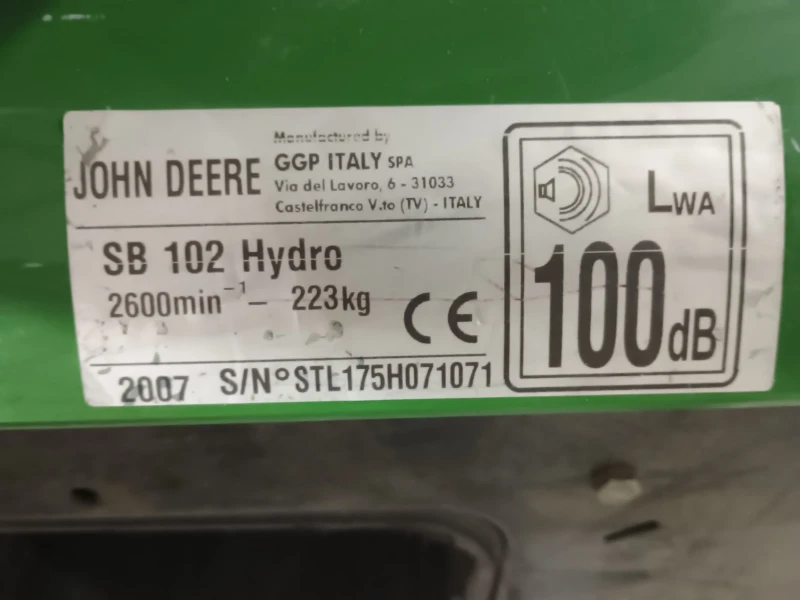 JOHN DEERE
Manufactured by
GGP ITALY SPA
Via del Lavoro, 6 - 31033
Castelfranco V.to (TV) - ITALY
SB 102 Hydro
2600min⁻¹ - 223kg
CE
2007 S/N°STL175H071071
LWA
100dB